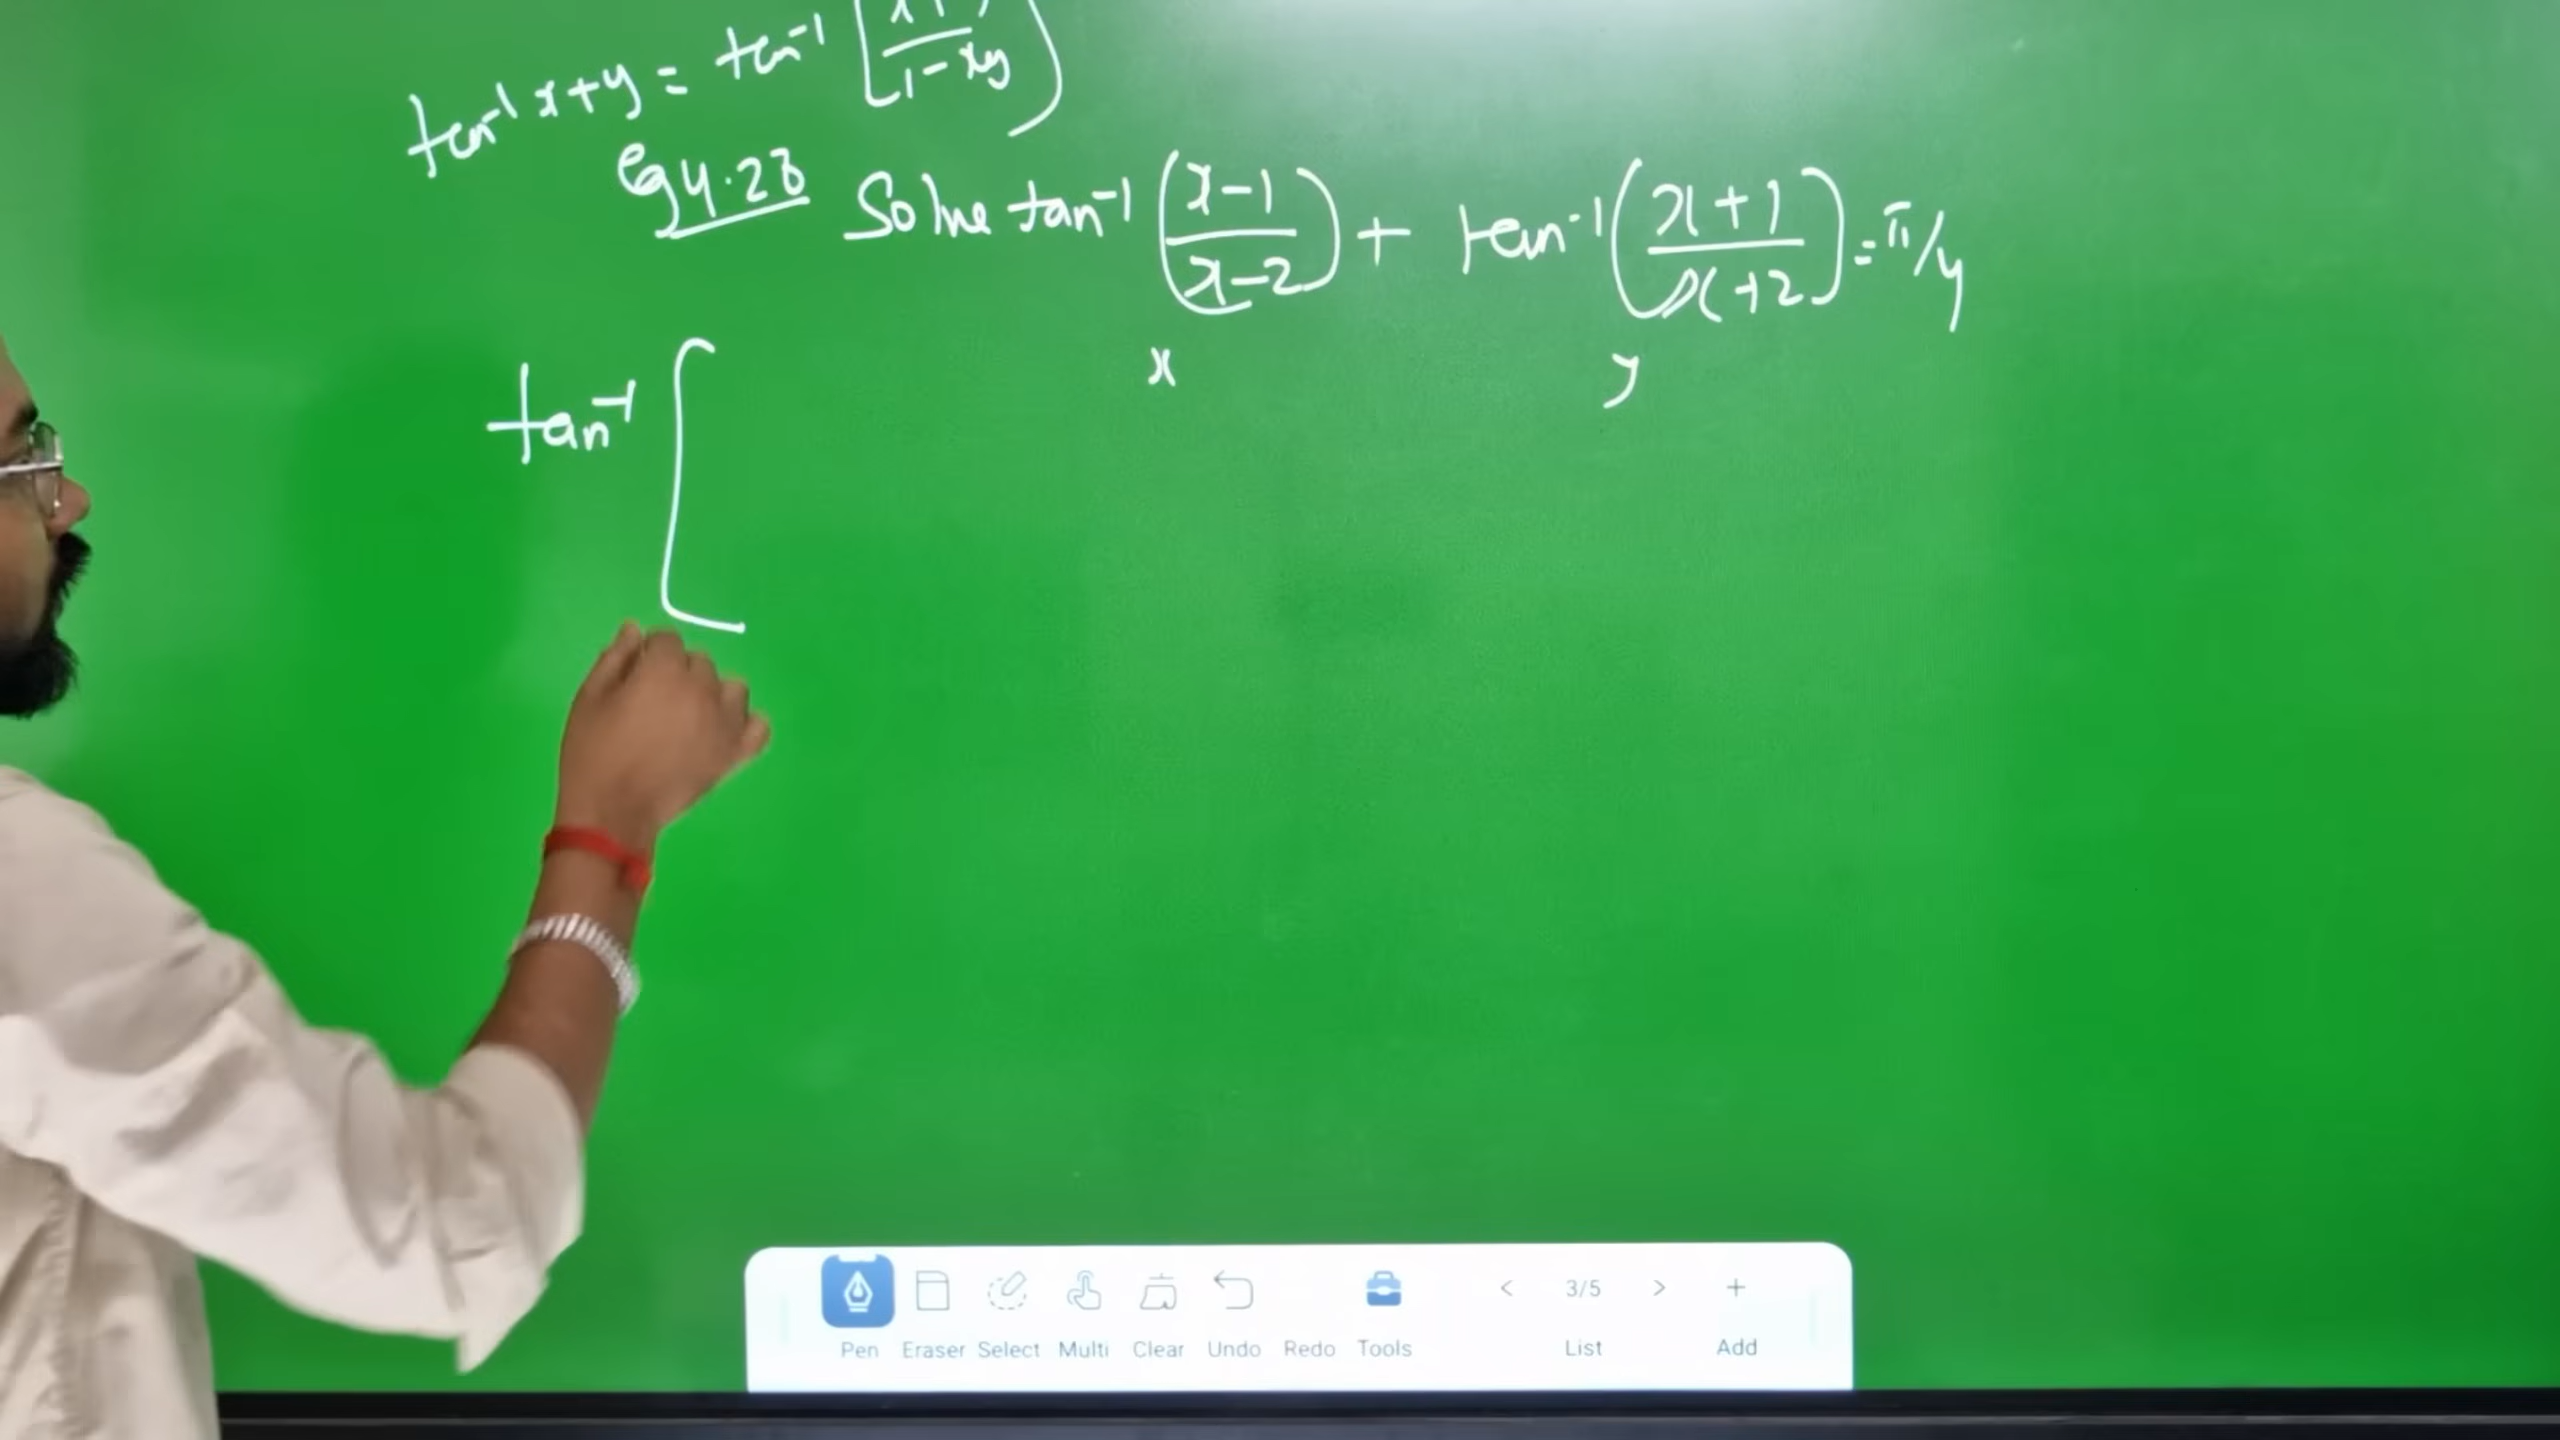 tan⁻¹ x+y = tan⁻¹ [x+y/1-xy]
Eg 4.28 Solve tan⁻¹ (x-1/x-2) + tan⁻¹ (x+1/x+2) = π/4
x y
tan⁻¹ [
Pen Eraser Select Multi Clear Undo Redo Tools < 3/5 List > + Add